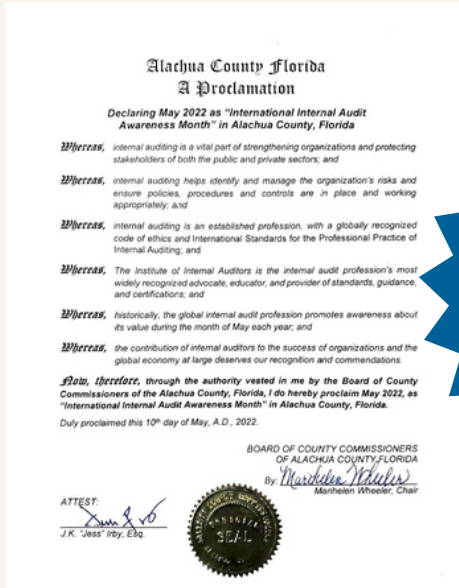 Alachua County Florida
A Proclamation
Declaring May 2022 as “International Internal Audit
Awareness Month” in Alachua County, Florida
Whereas, internal auditing is a vital part of strengthening organizations and protecting
stakeholders of both the public and private sectors; and
Whereas, internal auditing helps identify and manage the organization's risks and
ensure policies, procedures and controls are in place and working
appropriately; and
Whereas, internal auditing is an established profession, with a globally recognized
code of ethics and International Standards for the Professional Practice of
Internal Auditing; and
Whereas, The Institute of Internal Auditors is the internal audit profession's most
widely recognized advocate, educator, and provider of standards, guidance,
and certifications; and
Whereas, historically, the global internal audit profession promotes awareness about
its value during the month of May each year; and
Whereas, the contribution of internal auditors to the success of organizations and the
global economy at large deserves our recognition and commendations.
Now, therefore, through the authority vested in me by the Board of County
Commissioners of the Alachua County, Florida, I do hereby proclaim May 2022, as
“International Internal Audit Awareness Month” in Alachua County, Florida.
Duly proclaimed this 10th day of May, A.D., 2022.
BOARD OF COUNTY COMMISSIONERS
OF ALACHUA COUNTY,FLORIDA
By: Marihelen Wheeler
Marihelen Wheeler, Chair
ATTEST:
J.K. "Jess" Irby, Esq.
SEAL